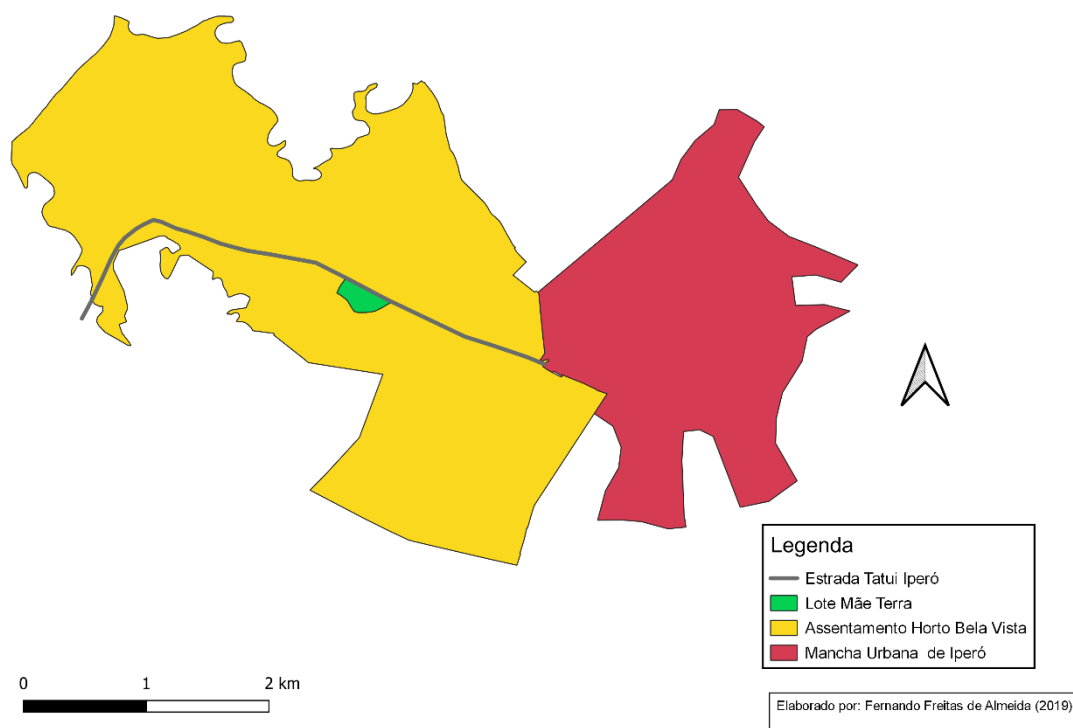 Legenda
Estrada Tatui Iperó
Lote Mãe Terra
Assentamento Horto Bela Vista
Mancha Urbana de Iperó
0 1 2 km
Elaborado por: Fernando Freitas de Almeida (2019)